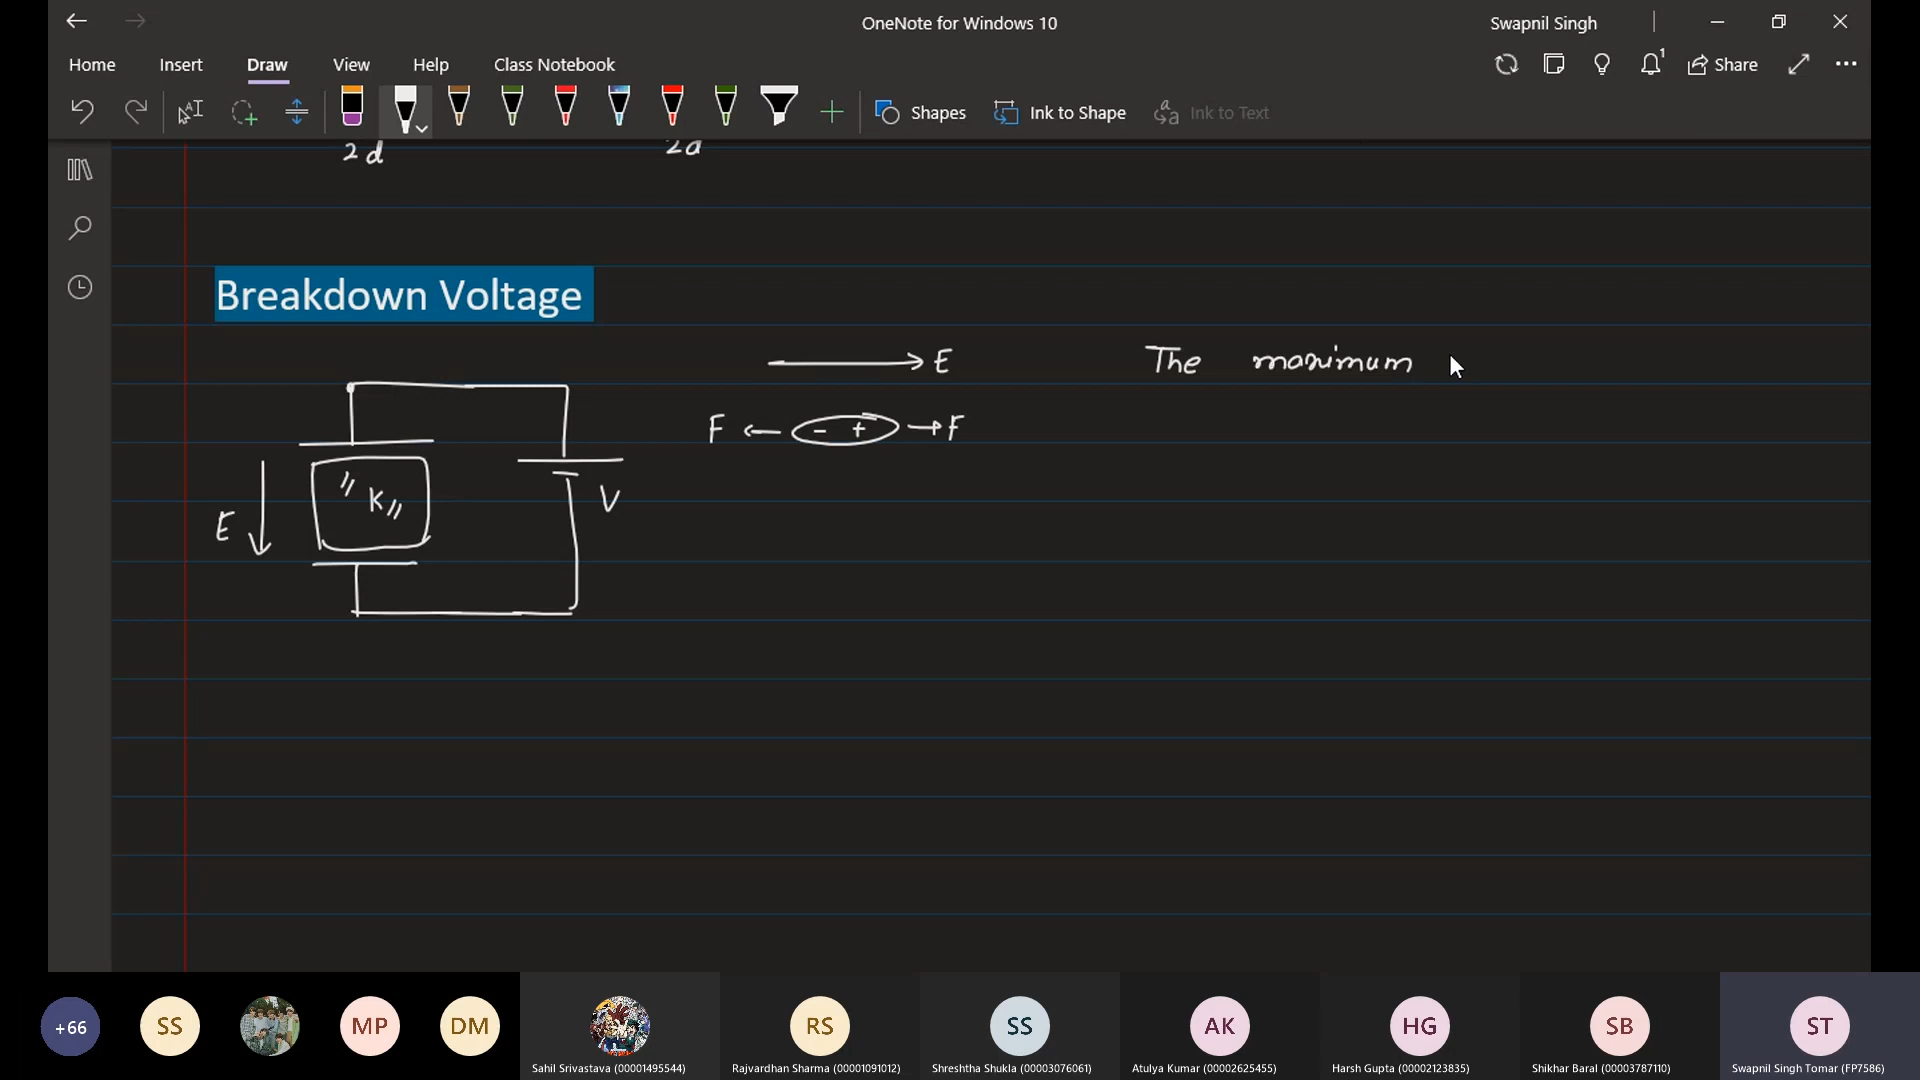 OneNote for Windows 10
Swapnil Singh
Home Insert Draw View Help Class Notebook
1 Share
Shapes Ink to Shape Ink to Text
2d 2d
Breakdown Voltage
E The maximum
F - + F
"K"
V
E
+66 SS MP DM RS SS AK HG SB ST
Sahil Srivastava (00001495544) Rajvardhan Sharma (00001091012) Shreshtha Shukla (00003076061) Atulya Kumar (00002625455) Harsh Gupta (00002123835) Shikhar Baral (00003787110) Swapnil Singh Tomar (FP7586)